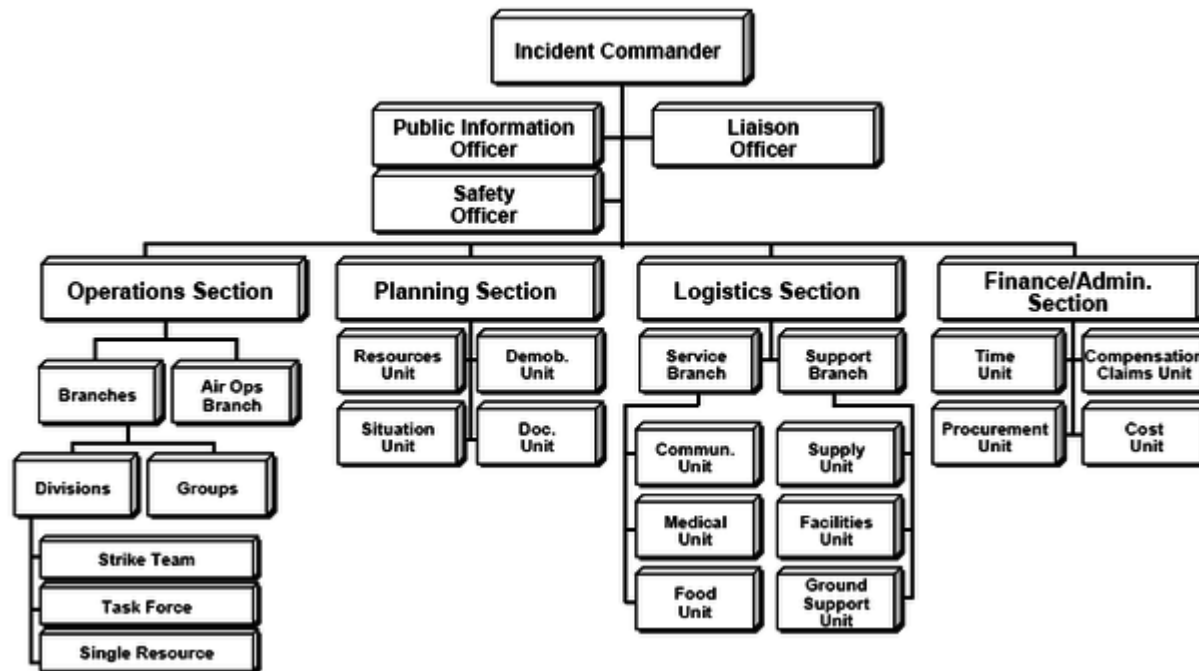 Incident Commander
Public Information
Officer
Liaison
Officer
Safety
Officer
Operations Section
Planning Section
Logistics Section
Finance/Admin.
Section
Branches
Air Ops
Branch
Divisions
Groups
Strike Team
Task Force
Single Resource
Resources
Unit
Demob.
Unit
Situation
Unit
Doc.
Unit
Service
Branch
Support
Branch
Commun.
Unit
Supply
Unit
Medical
Unit
Facilities
Unit
Food
Unit
Ground
Support
Unit
Time
Unit
Compensation
Claims Unit
Procurement
Unit
Cost
Unit